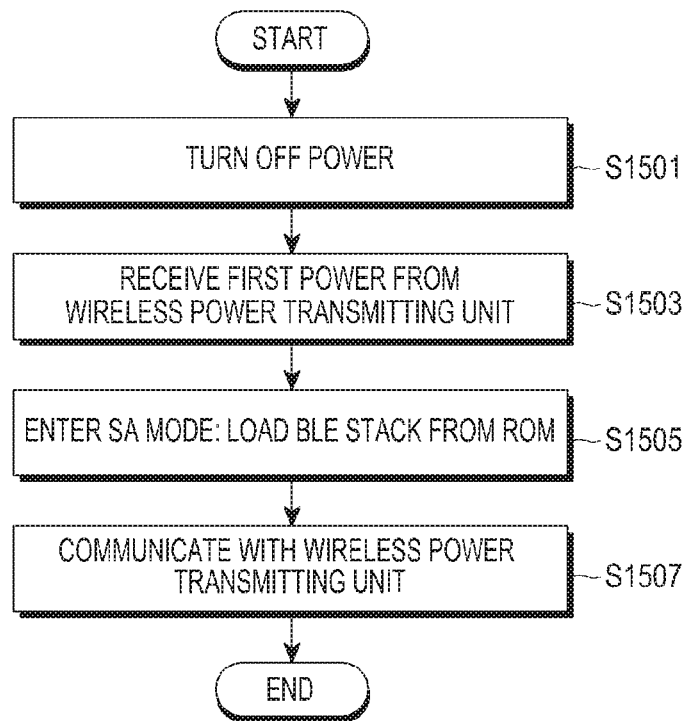 START
TURN OFF POWER
S1501
RECEIVE FIRST POWER FROM
WIRELESS POWER TRANSMITTING UNIT
S1503
ENTER SA MODE: LOAD BLE STACK FROM ROM
S1505
COMMUNICATE WITH WIRELESS POWER
TRANSMITTING UNIT
S1507
END